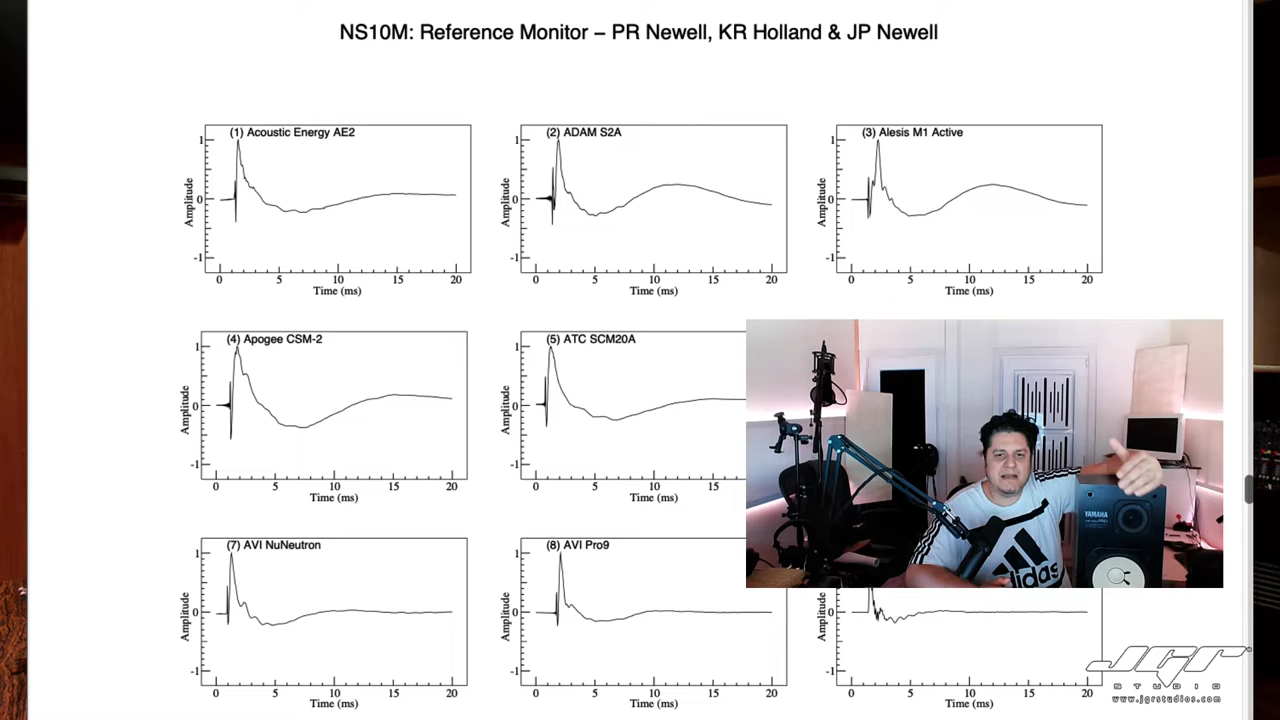 NS10M: Reference Monitor – PR Newell, KR Holland & JP Newell
(1) Acoustic Energy AE2
1
0
-1
Amplitude
0 5 10 15 20
Time (ms)
(2) ADAM S2A
1
0
-1
Amplitude
0 5 10 15 20
Time (ms)
(3) Alesis M1 Active
1
0
-1
Amplitude
0 5 10 15 20
Time (ms)
(4) Apogee CSM-2
1
0
-1
Amplitude
0 5 10 15 20
Time (ms)
(5) ATC SCM20A
1
0
-1
Amplitude
0 5 10 15
Time (ms)
YAMAHA
adidas
(7) AVI NuNeutron
1
0
-1
Amplitude
0 5 10 15 20
Time (ms)
(8) AVI Pro9
1
0
-1
Amplitude
0 5 10 15 20
Time (ms)
0
-1
Amplitude
0 5 10 15 20
Time (ms)
JGR
STUDIO
www.jgrstudios.com